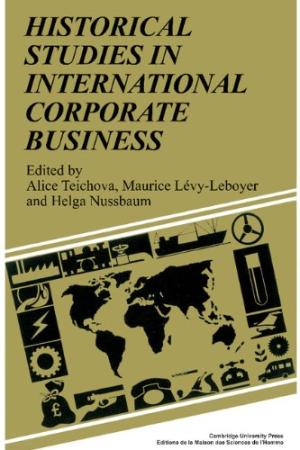 HISTORICAL
STUDIES IN
INTERNATIONAL
CORPORATE
BUSINESS
Edited by
Alice Teichova, Maurice Lévy-Leboyer
and Helga Nussbaum
£
Cambridge University Press
Editions de la Maison des Sciences de l'Homme